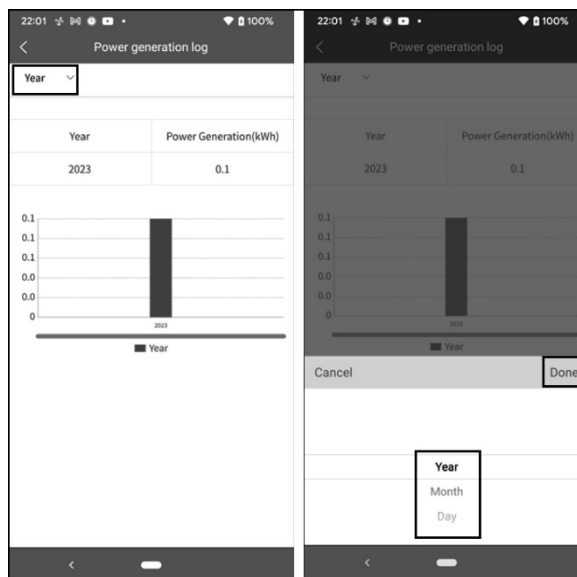 22:01 100%
Power generation log
Year
Year Power Generation(kWh)
2023 0.1
0.1
0.1
0.1
0.0
0.0
0
2023
Year
22:01 100%
Power generation log
Year
Year Power Generation(kWh)
2023 0.1
0.1
0.1
0.1
0.0
0.0
0
2023
Year
Cancel Done
Year
Month
Day